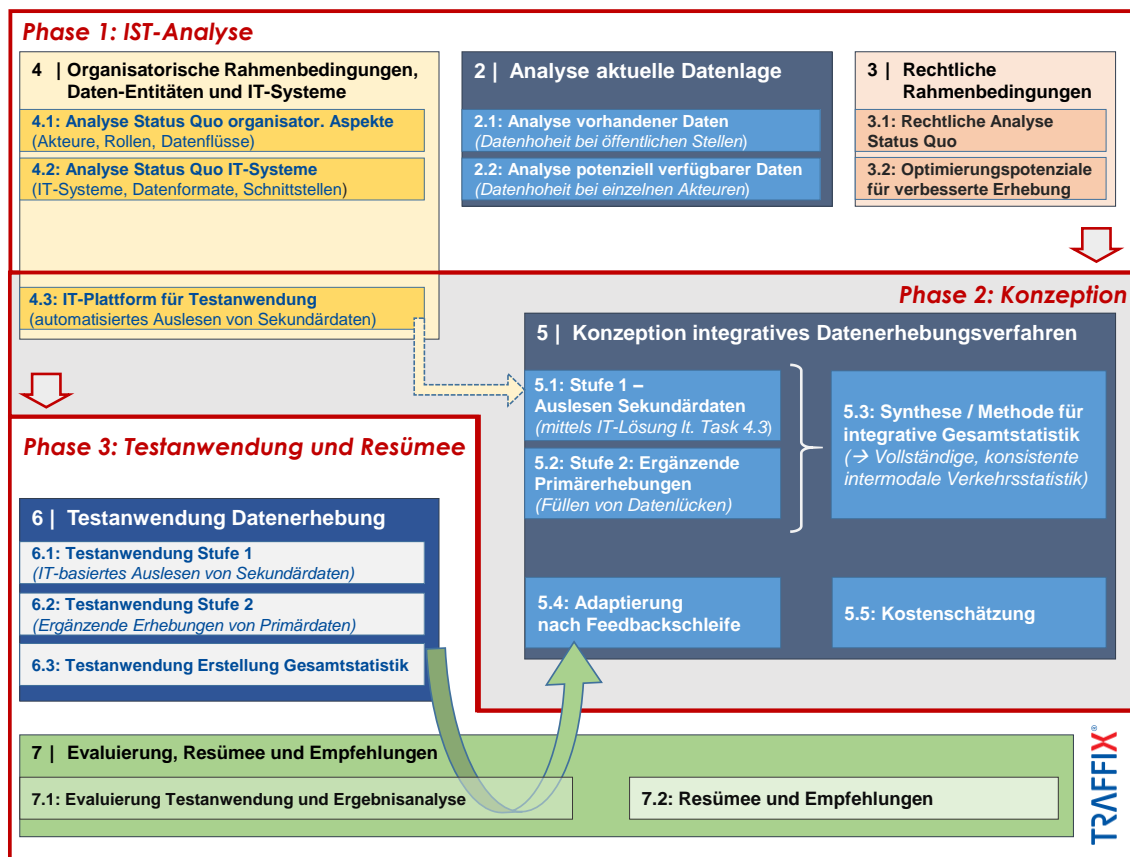 Phase 1: IST-Analyse
4 | Organisatorische Rahmenbedingungen,
Daten-Entitäten und IT-Systeme
4.1: Analyse Status Quo organisator. Aspekte
(Akteure, Rollen, Datenflüsse)
4.2: Analyse Status Quo IT-Systeme
(IT-Systeme, Datenformate, Schnittstellen)
4.3: IT-Plattform für Testanwendung
(automatisiertes Auslesen von Sekundärdaten)
2 | Analyse aktuelle Datenlage
2.1: Analyse vorhandener Daten
(Datenhoheit bei öffentlichen Stellen)
2.2: Analyse potenziell verfügbarer Daten
(Datenhoheit bei einzelnen Akteuren)
3 | Rechtliche
Rahmenbedingungen
3.1: Rechtliche Analyse
Status Quo
3.2: Optimierungspotenziale
für verbesserte Erhebung
Phase 2: Konzeption
5 | Konzeption integratives Datenerhebungsverfahren
5.1: Stufe 1 –
Auslesen Sekundärdaten
(mittels IT-Lösung lt. Task 4.3)
5.2: Stufe 2: Ergänzende
Primärerhebungen
(Füllen von Datenlücken)
5.3: Synthese / Methode für
integrative Gesamtstatistik
(→ Vollständige, konsistente
intermodale Verkehrsstatistik)
5.4: Adaptierung
nach Feedbackschleife
5.5: Kostenschätzung
Phase 3: Testanwendung und Resümee
6 | Testanwendung Datenerhebung
6.1: Testanwendung Stufe 1
(IT-basiertes Auslesen von Sekundärdaten)
6.2: Testanwendung Stufe 2
(Ergänzende Erhebungen von Primärdaten)
6.3: Testanwendung Erstellung Gesamtstatistik
7 | Evaluierung, Resümee und Empfehlungen
7.1: Evaluierung Testanwendung und Ergebnisanalyse
7.2: Resümee und Empfehlungen
TRAFFIX®